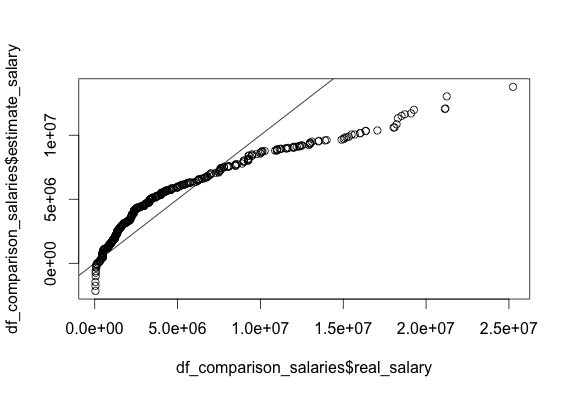 df_comparison_salaries$estimate_salary
1e+07
5e+06
0e+00
0.0e+00 5.0e+06 1.0e+07 1.5e+07 2.0e+07 2.5e+07
df_comparison_salaries$real_salary